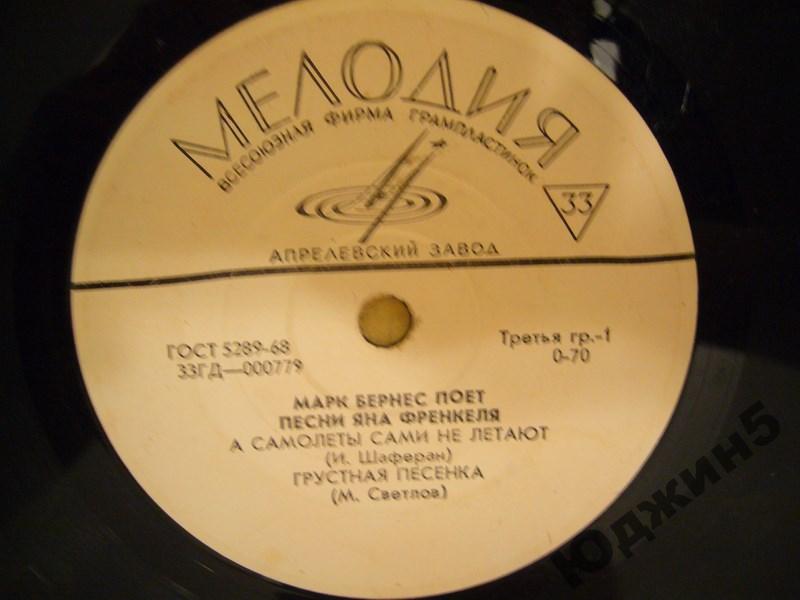 МЕЛОДИЯ
ВСЕСОЮЗНАЯ ФИРМА ГРАМПЛАСТИНОК
33
АПРЕЛЕВСКИЙ ЗАВОД
ГОСТ 5289-68
33ГД—000779
Третья гр.-1
0-70
МАРК БЕРНЕС ПОЕТ
ПЕСНИ ЯНА ФРЕНКЕЛЯ
А САМОЛЕТЫ САМИ НЕ ЛЕТАЮТ
(И. Шаферан)
ГРУСТНАЯ ПЕСЕНКА
(М. Светлов)
Юджин5